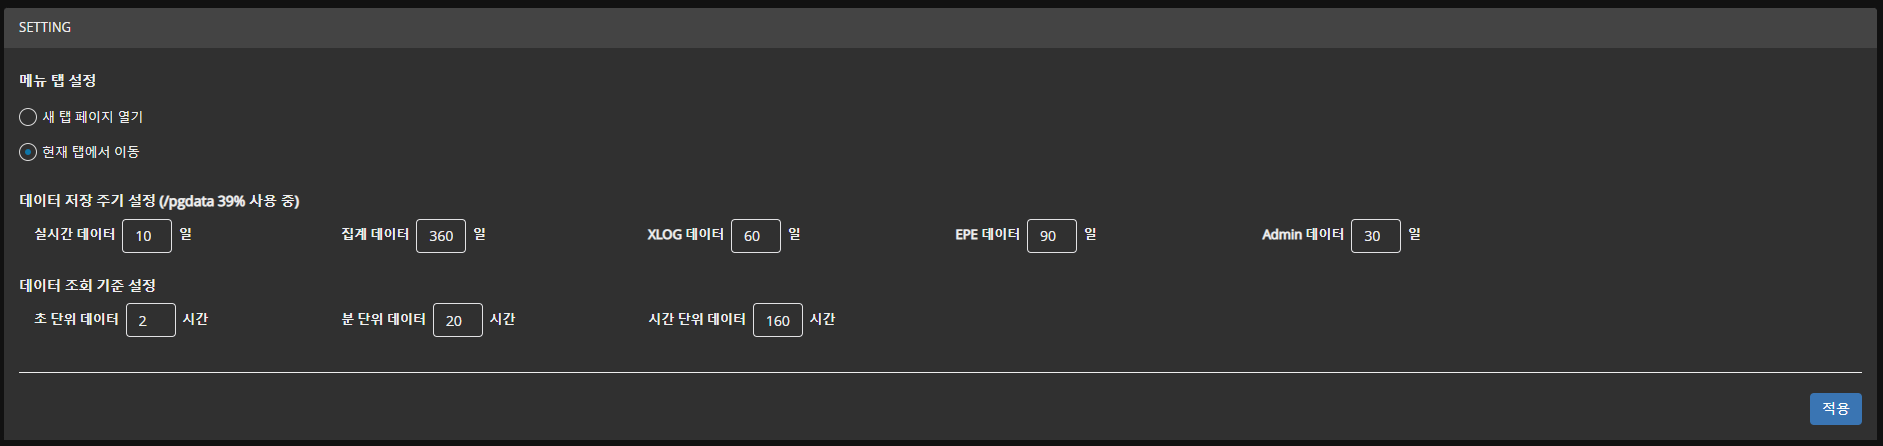 SETTING
메뉴 탭 설정
새 탭 페이지 열기
현재 탭에서 이동
데이터 저장 주기 설정 (/pgdata 39% 사용 중)
실시간 데이터 10 일 집계 데이터 360 일 XLOG 데이터 60 일 EPE 데이터 90 일 Admin 데이터 30 일
데이터 조회 기준 설정
초 단위 데이터 2 시간 분 단위 데이터 20 시간 시간 단위 데이터 160 시간
적용